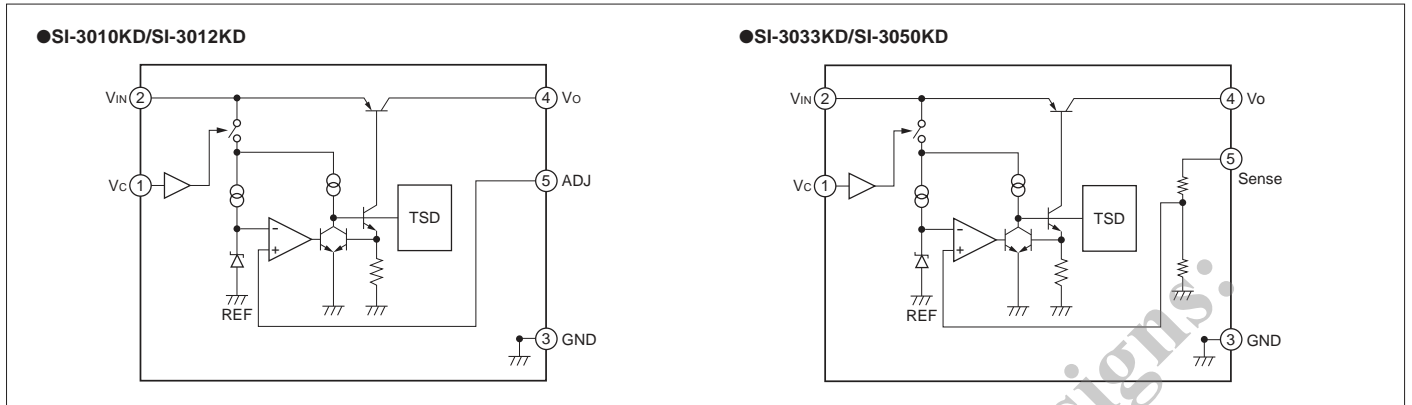 ●SI-3010KD/SI-3012KD
VIN 2
4 VO
VC 1
5 ADJ
TSD
−
+
REF
3 GND
●SI-3033KD/SI-3050KD
VIN 2
4 Vo
5
Sense
VC 1
TSD
−
+
REF
3 GND